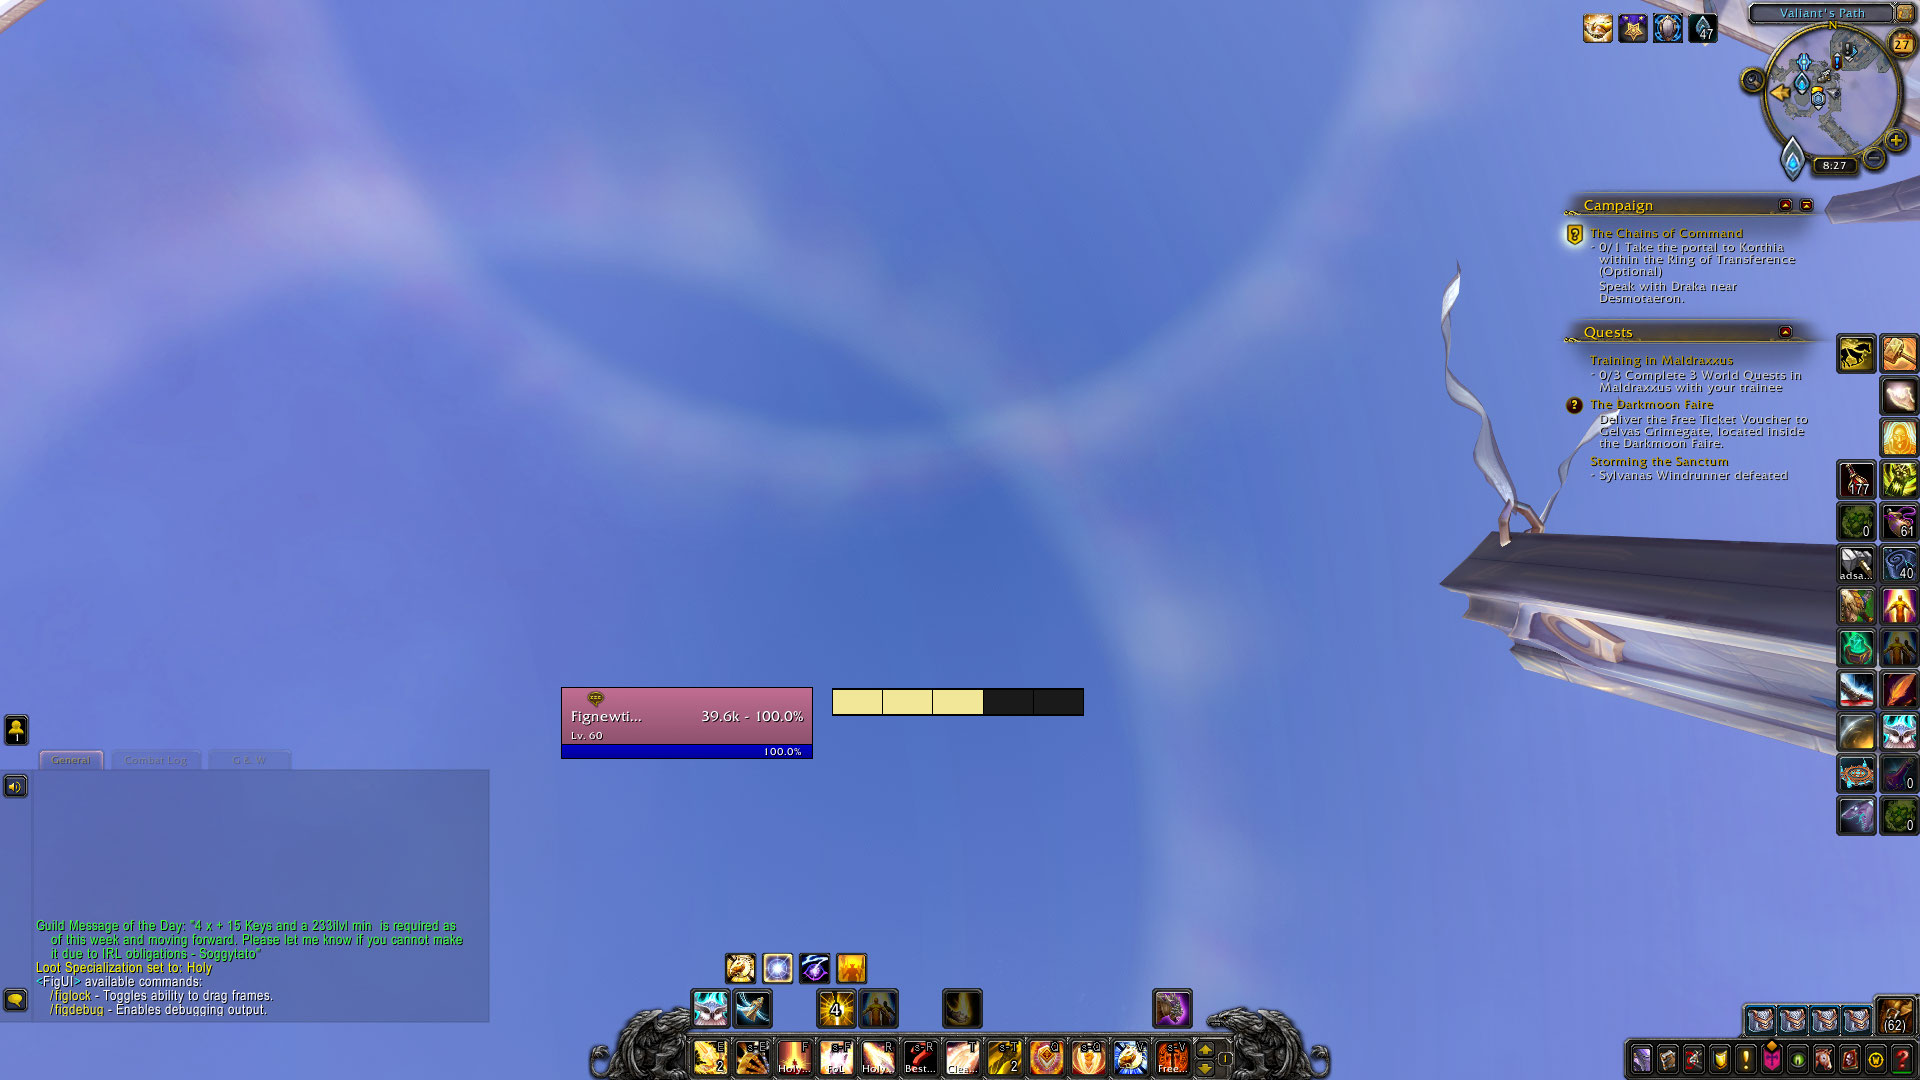 47
Valiant's Path
N
27
8:27
Campaign
The Chains of Command
- 0/1 Take the portal to Korthia
within the Ring of Transference
(Optional)
Speak with Draka near
Desmotaeron.
Quests
Training in Maldraxxus
- 0/3 Complete 3 World Quests in
Maldraxxus with your trainee
The Darkmoon Faire
Deliver the Free Ticket Voucher to
Gelvas Grimegate, located inside
the Darkmoon Faire.
Storming the Sanctum
- Sylvanas Windrunner defeated
177
0
61
adsa...
40
0
0
Fignewti...
39.6k - 100.0%
Lv. 60
100.0%
1
General
Combat Log
G & W
Guild Message of the Day: "4 x + 15 Keys and a 233ilvl min is required as
of this week and moving forward. Please let me know if you cannot make
it due to IRL obligations - Soggytato"
Loot Specialization set to: Holy
<FigUI> available commands:
/figlock - Toggles ability to drag frames.
/figdebug - Enables debugging output.
4
E
2
s-E
F
Holy...
s-F
FoL
R
Holy...
s-R
Best...
T
Clea...
s-T
2
Q
s-Q
V
s-V
Free...
1
(62)